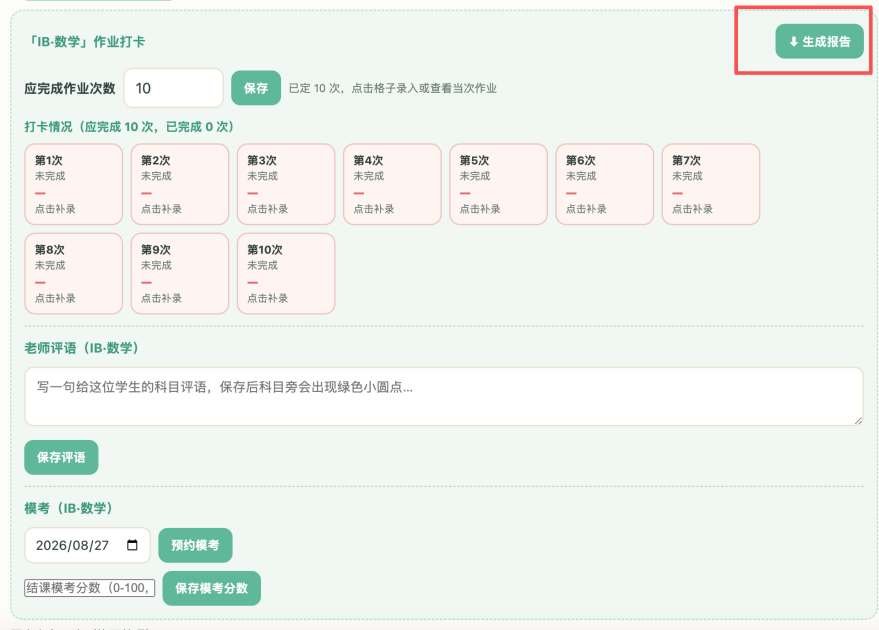 「IB·数学」作业打卡
⬇ 生成报告
应完成作业次数 10 保存 已定 10 次，点击格子录入或查看当次作业
打卡情况（应完成 10 次，已完成 0 次）
第1次 第2次 第3次 第4次 第5次 第6次 第7次
未完成 未完成 未完成 未完成 未完成 未完成 未完成
— — — — — — —
点击补录 点击补录 点击补录 点击补录 点击补录 点击补录 点击补录
第8次 第9次 第10次
未完成 未完成 未完成
— — —
点击补录 点击补录 点击补录
老师评语（IB·数学）
写一句给这位学生的科目评语，保存后科目旁会出现绿色小圆点...
保存评语
模考（IB·数学）
2026/08/27 预约模考
结课模考分数（0-100, 保存模考分数